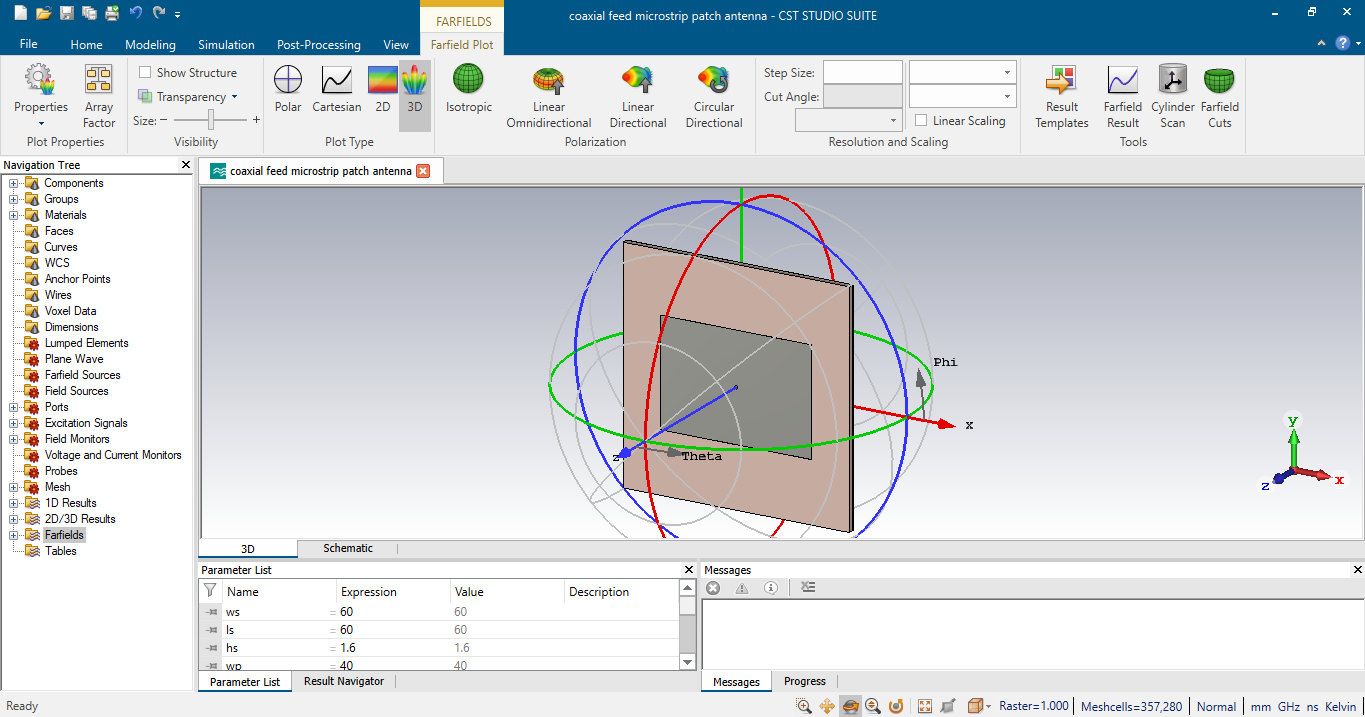 coaxial feed microstrip patch antenna - CST STUDIO SUITE
FARFIELDS
File Home Modeling Simulation Post-Processing View Farfield Plot
Properties
Array Factor
Plot Properties
Show Structure
Transparency
Size: − +
Visibility
Polar
Cartesian
2D
3D
Plot Type
Isotropic
Linear Omnidirectional
Linear Directional
Circular Directional
Polarization
Step Size:
Cut Angle:
Linear Scaling
Resolution and Scaling
Result Templates
Farfield Result
Cylinder Scan
Farfield Cuts
Tools
Navigation Tree
Components
Groups
Materials
Faces
Curves
WCS
Anchor Points
Wires
Voxel Data
Dimensions
Lumped Elements
Plane Wave
Farfield Sources
Field Sources
Ports
Excitation Signals
Field Monitors
Voltage and Current Monitors
Probes
Mesh
1D Results
2D/3D Results
Farfields
Tables
coaxial feed microstrip patch antenna
Phi
x
Theta
z
y
x
z
3D Schematic
Parameter List
Name Expression Value Description
ws = 60 60
ls = 60 60
hs = 1.6 1.6
wp = 40 40
Parameter List Result Navigator
Messages
Messages Progress
Ready
Raster=1.000 Meshcells=357,280 Normal mm GHz ns Kelvin